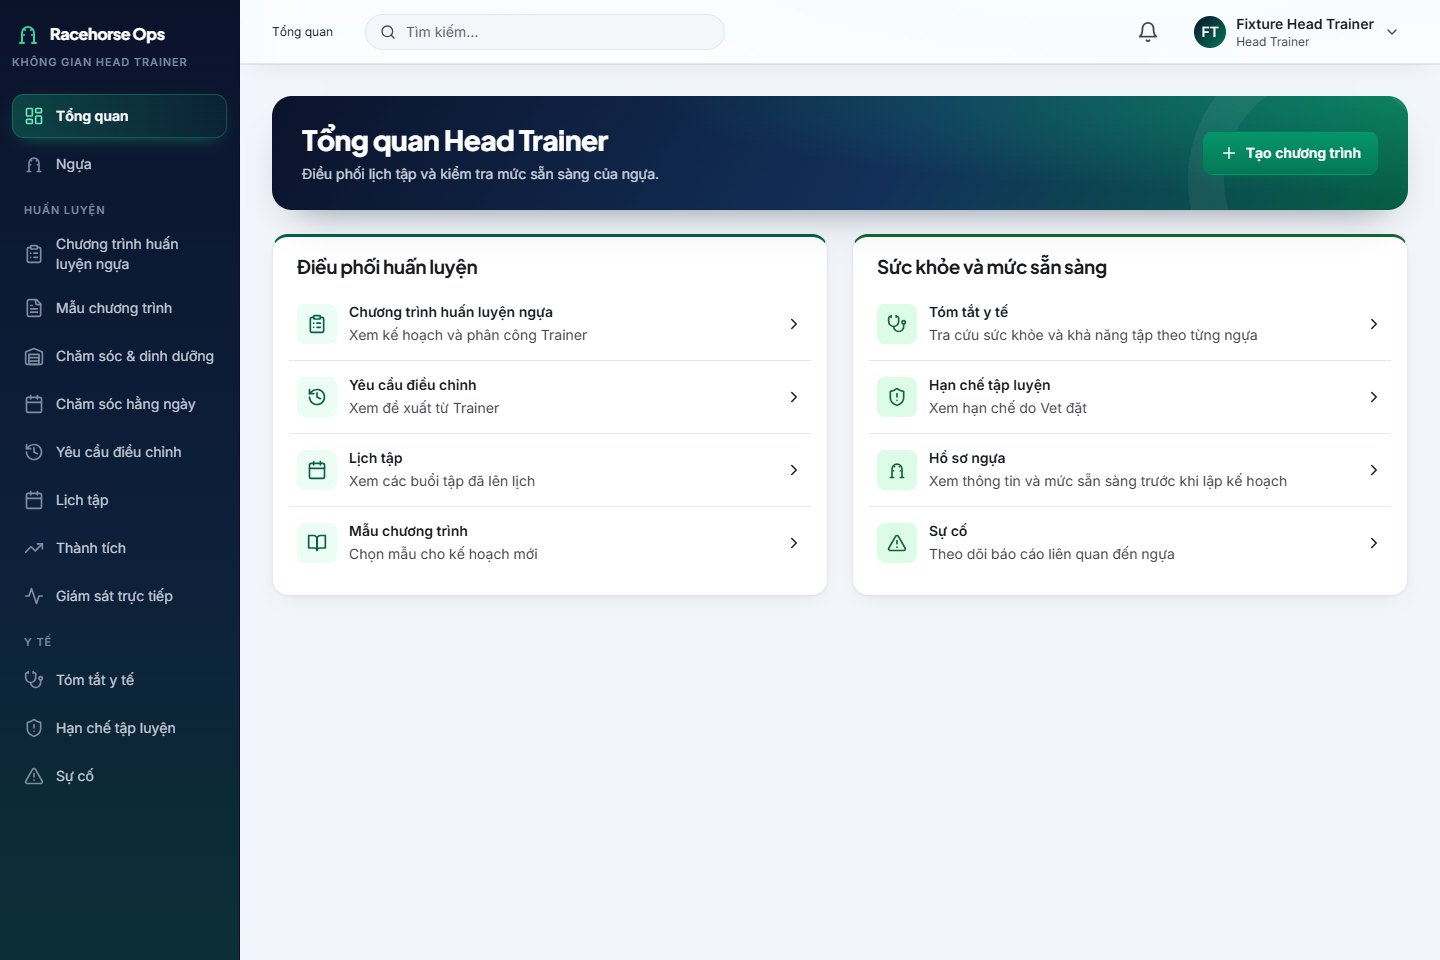 Racehorse Ops
KHÔNG GIAN HEAD TRAINER
Tổng quan
Ngựa
HUẤN LUYỆN
Chương trình huấn
luyện ngựa
Mẫu chương trình
Chăm sóc & dinh dưỡng
Chăm sóc hằng ngày
Yêu cầu điều chỉnh
Lịch tập
Thành tích
Giám sát trực tiếp
Y TẾ
Tóm tắt y tế
Hạn chế tập luyện
Sự cố
Tổng quan
Tìm kiếm...
FT
Fixture Head Trainer
Head Trainer
Tổng quan Head Trainer
Điều phối lịch tập và kiểm tra mức sẵn sàng của ngựa.
Tạo chương trình
Điều phối huấn luyện
Chương trình huấn luyện ngựa
Xem kế hoạch và phân công Trainer
Yêu cầu điều chỉnh
Xem đề xuất từ Trainer
Lịch tập
Xem các buổi tập đã lên lịch
Mẫu chương trình
Chọn mẫu cho kế hoạch mới
Sức khỏe và mức sẵn sàng
Tóm tắt y tế
Tra cứu sức khỏe và khả năng tập theo từng ngựa
Hạn chế tập luyện
Xem hạn chế do Vet đặt
Hồ sơ ngựa
Xem thông tin và mức sẵn sàng trước khi lập kế hoạch
Sự cố
Theo dõi báo cáo liên quan đến ngựa